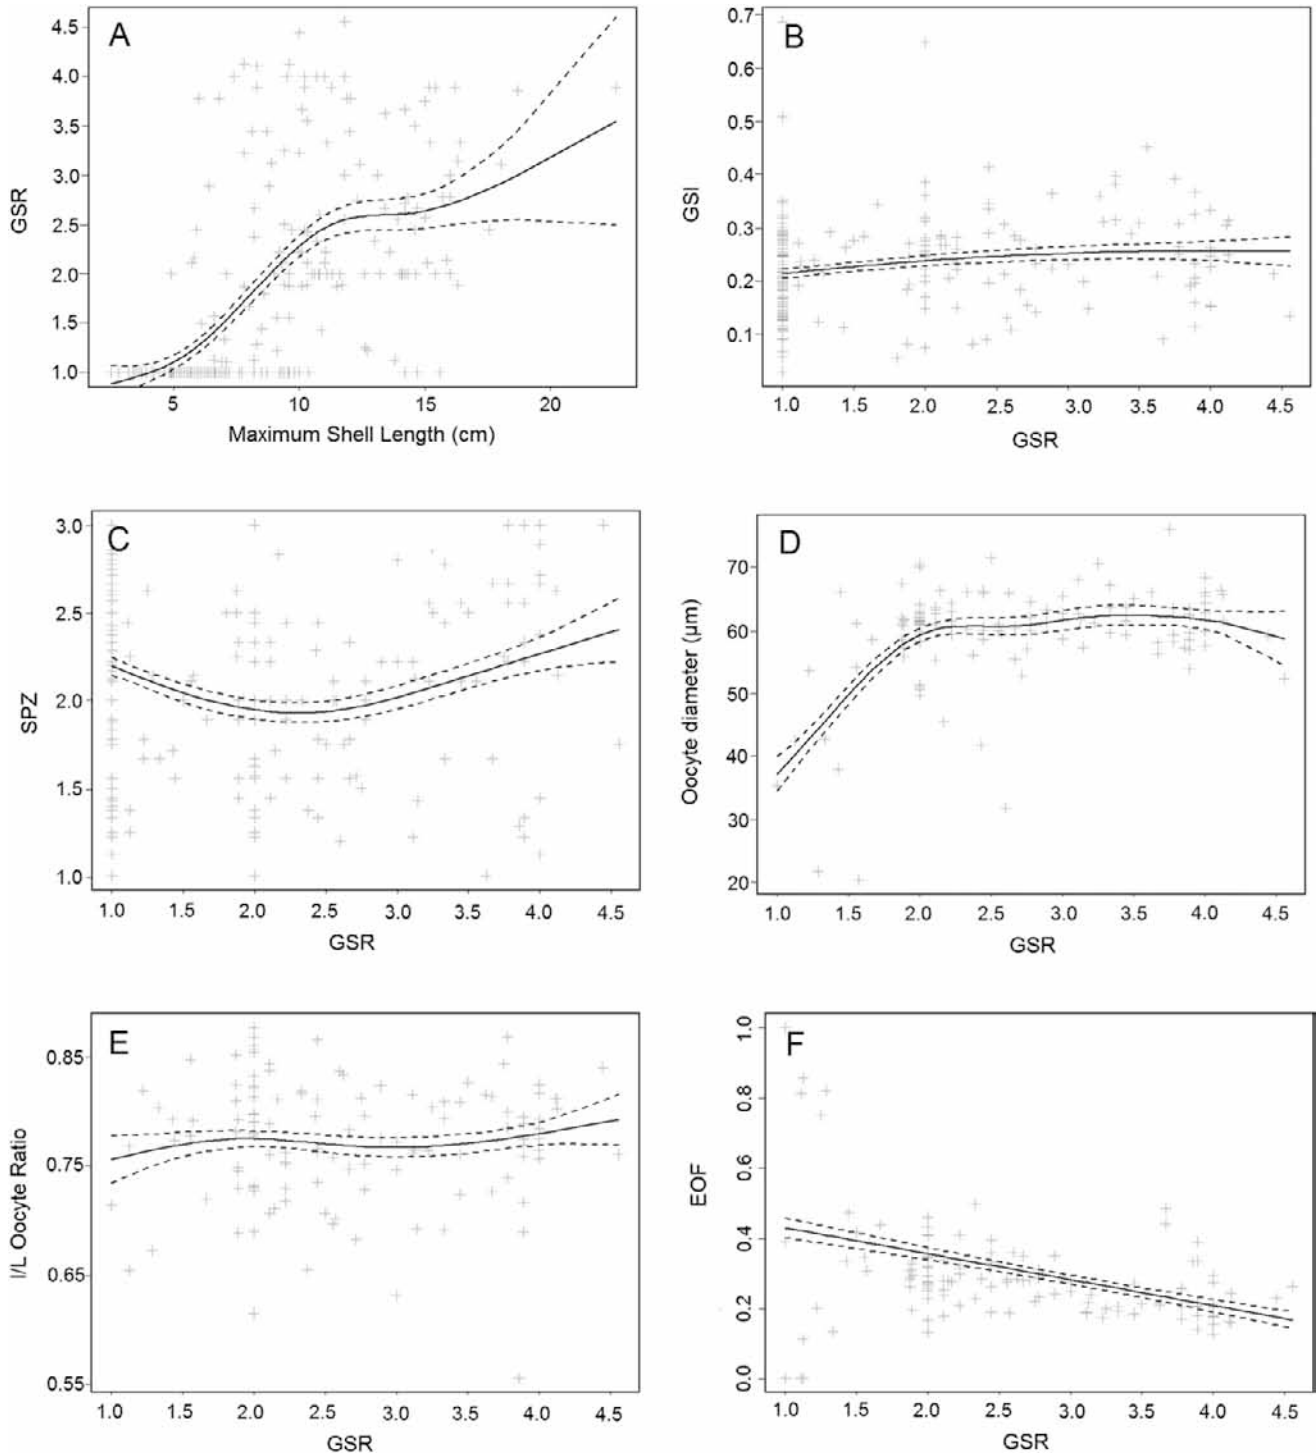 A
GSR
4.5
4.0
3.5
3.0
2.5
2.0
1.5
1.0
5 10 15 20
Maximum Shell Length (cm)
B
GSI
0.7
0.6
0.5
0.4
0.3
0.2
0.1
1.0 1.5 2.0 2.5 3.0 3.5 4.0 4.5
GSR
C
SPZ
3.0
2.5
2.0
1.5
1.0
1.0 1.5 2.0 2.5 3.0 3.5 4.0 4.5
GSR
D
Oocyte diameter (µm)
70
60
50
40
30
20
1.0 1.5 2.0 2.5 3.0 3.5 4.0 4.5
GSR
E
I/L Oocyte Ratio
0.85
0.75
0.65
0.55
1.0 1.5 2.0 2.5 3.0 3.5 4.0 4.5
GSR
F
EOF
1.0
0.8
0.6
0.4
0.2
0.0
1.0 1.5 2.0 2.5 3.0 3.5 4.0 4.5
GSR